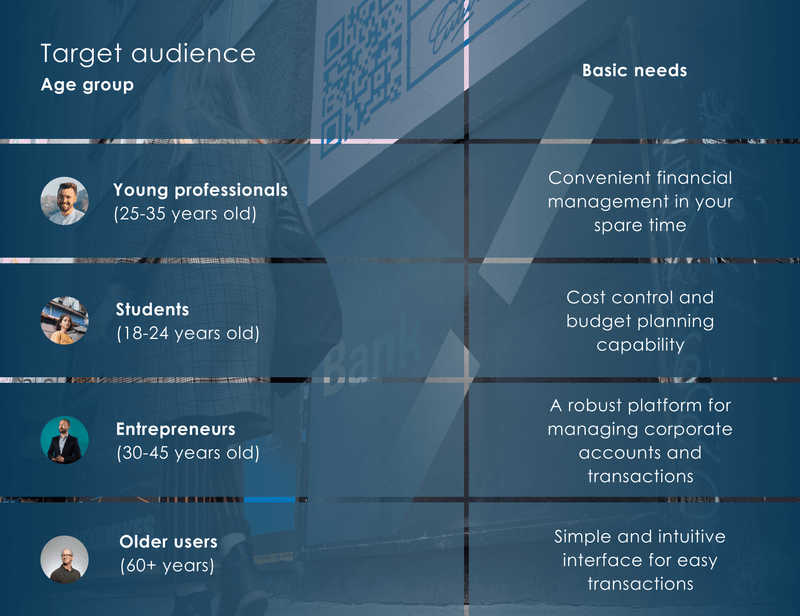 Target audience
Age group
Basic needs
Young professionals
(25-35 years old)
Convenient financial
management in your
spare time
Students
(18-24 years old)
Cost control and
budget planning
capability
Bank
Entrepreneurs
(30-45 years old)
A robust platform for
managing corporate
accounts and
transactions
Older users
(60+ years)
Simple and intuitive
interface for easy
transactions